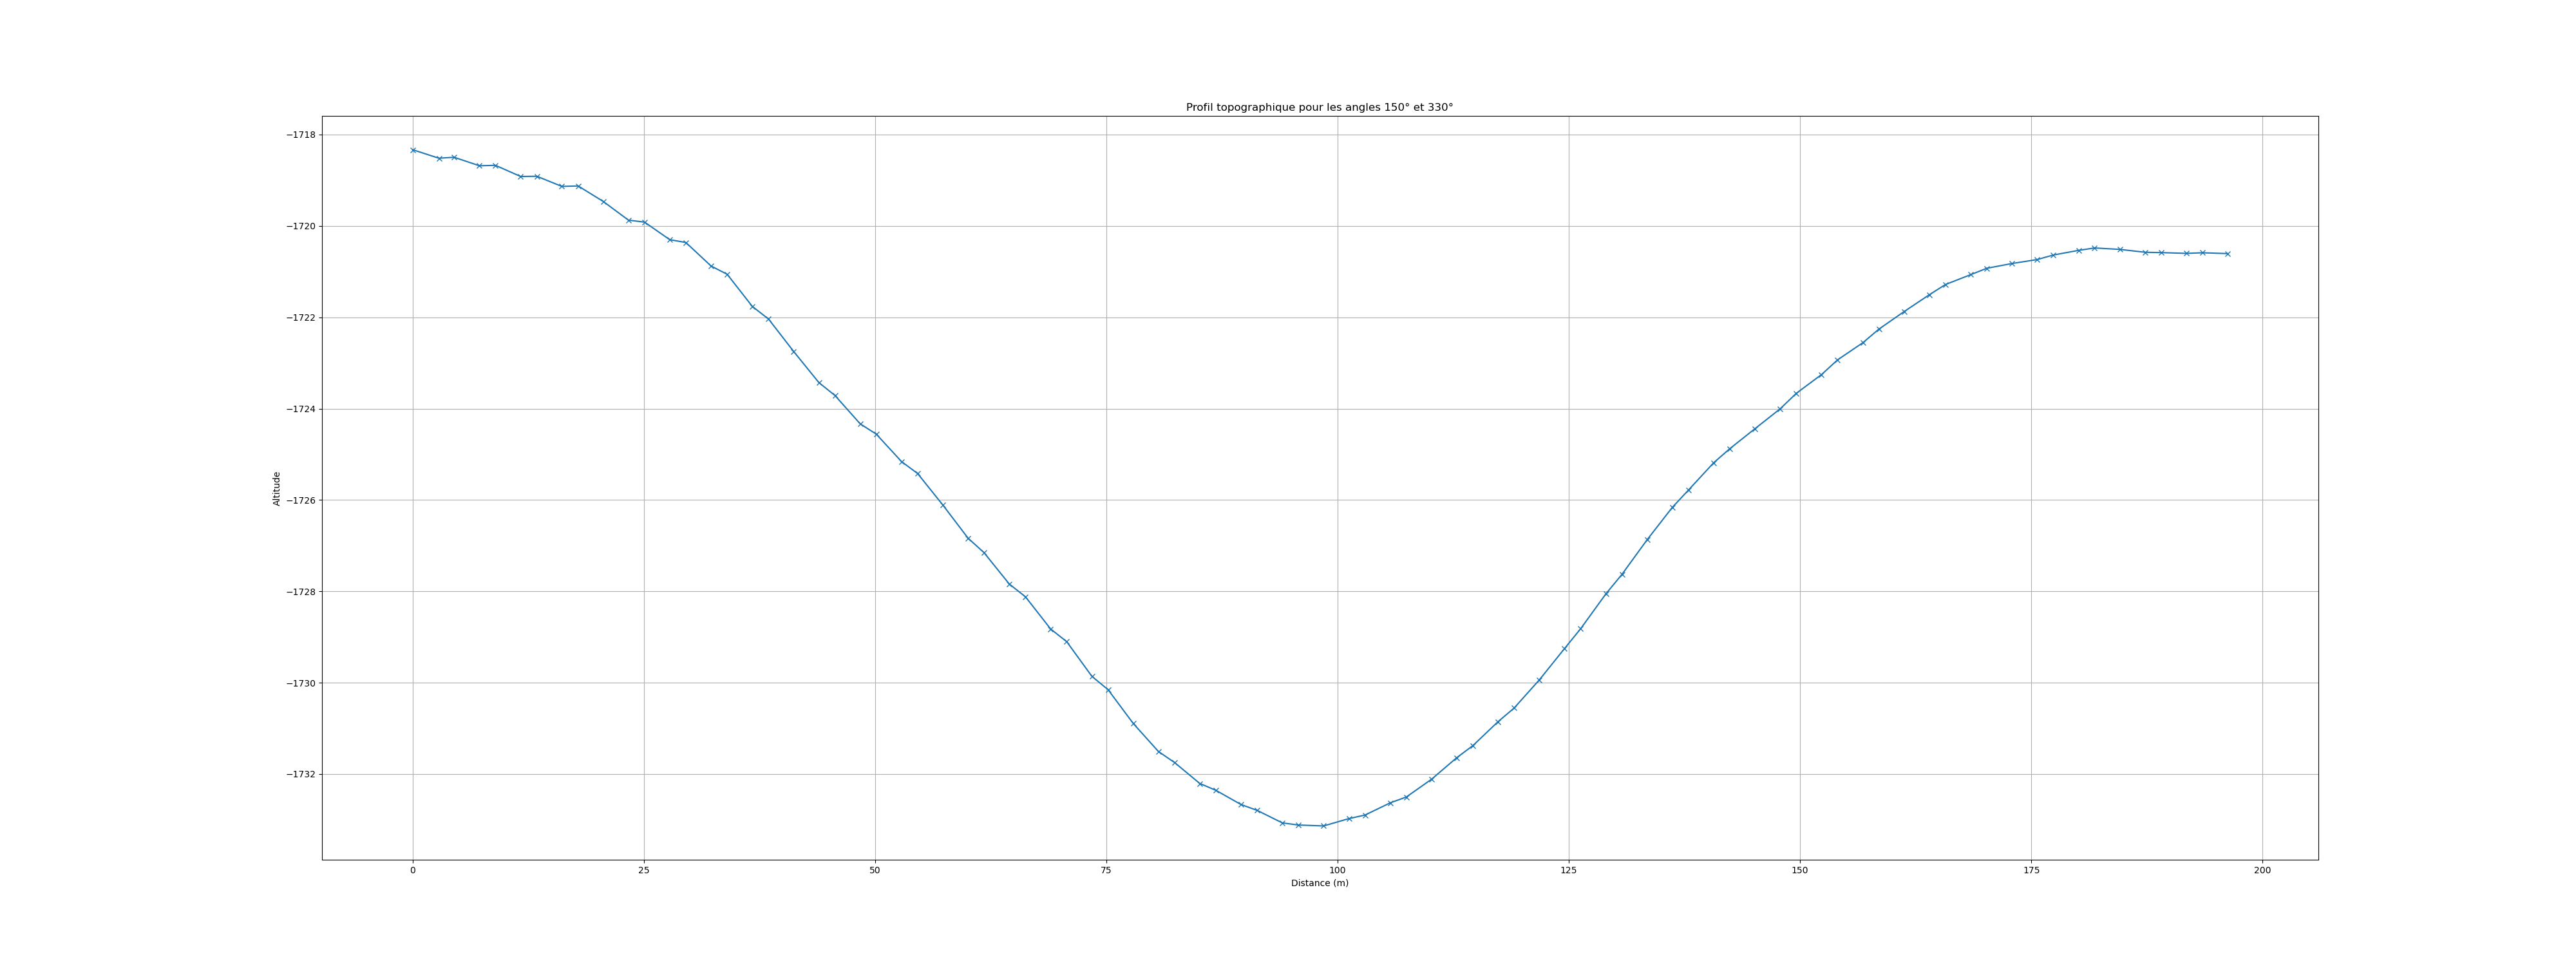 Profil topographique pour les angles 150° et 330°
−1718
−1720
−1722
−1724
−1726
−1728
−1730
−1732
Altitude
0 25 50 75 100 125 150 175 200
Distance (m)